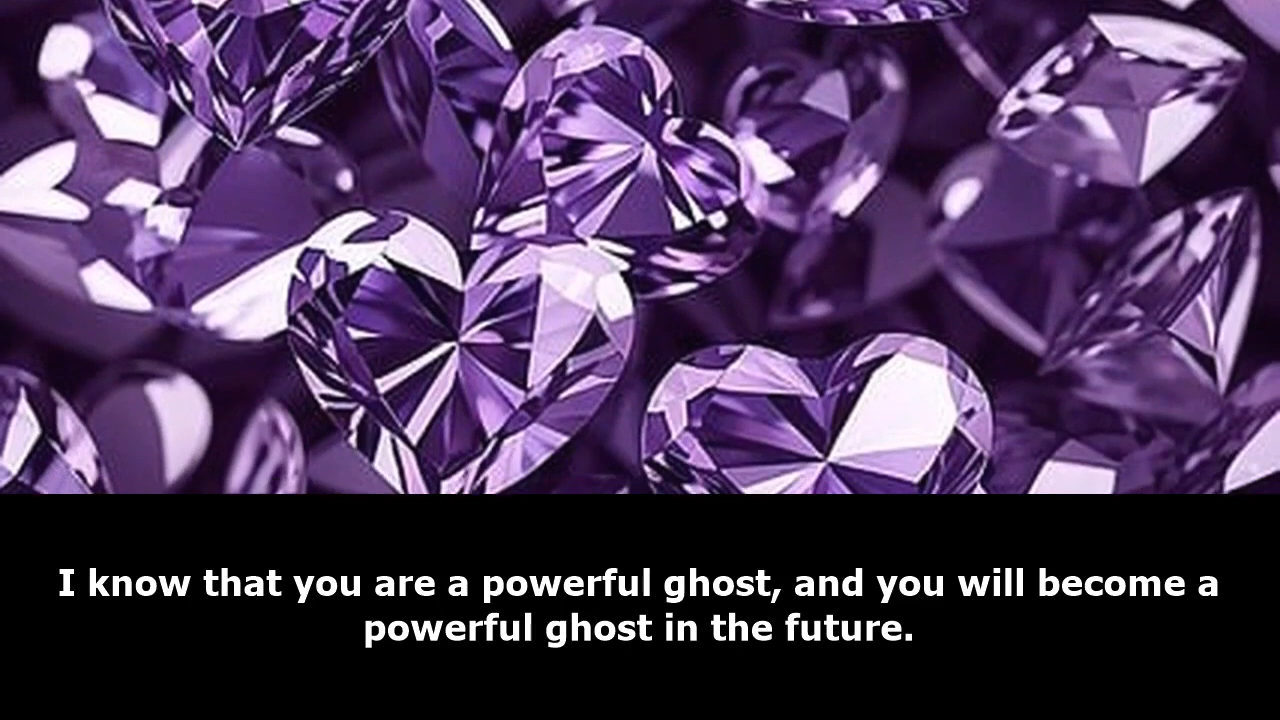 I know that you are a powerful ghost, and you will become a
powerful ghost in the future.